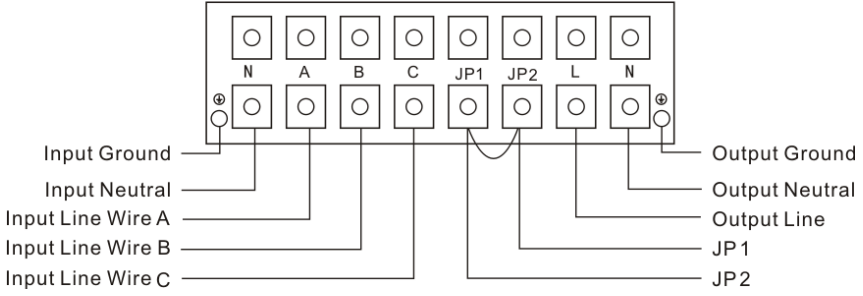 N A B C JP1 JP2 L N
Input Ground
Input Neutral
Input Line Wire A
Input Line Wire B
Input Line Wire C
Output Ground
Output Neutral
Output Line
JP1
JP2